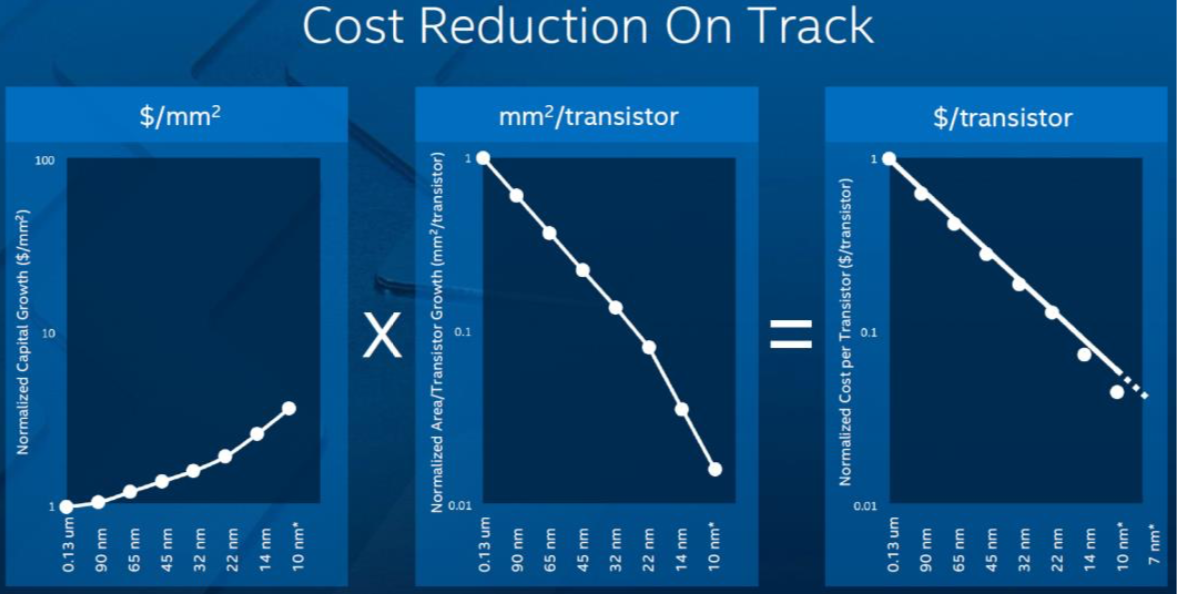 Cost Reduction On Track
$/mm²
Normalized Capital Growth ($/mm²)
100
10
1
0.13 um
90 nm
65 nm
45 nm
32 nm
22 nm
14 nm
10 nm*
X
mm²/transistor
Normalized Area/Transistor Growth (mm²/transistor)
1
0.1
0.01
0.13 um
90 nm
65 nm
45 nm
32 nm
22 nm
14 nm
10 nm*
=
$/transistor
Normalized Cost per Transistor ($/transistor)
1
0.1
0.01
0.13 um
90 nm
65 nm
45 nm
32 nm
22 nm
14 nm
10 nm*
7 nm*